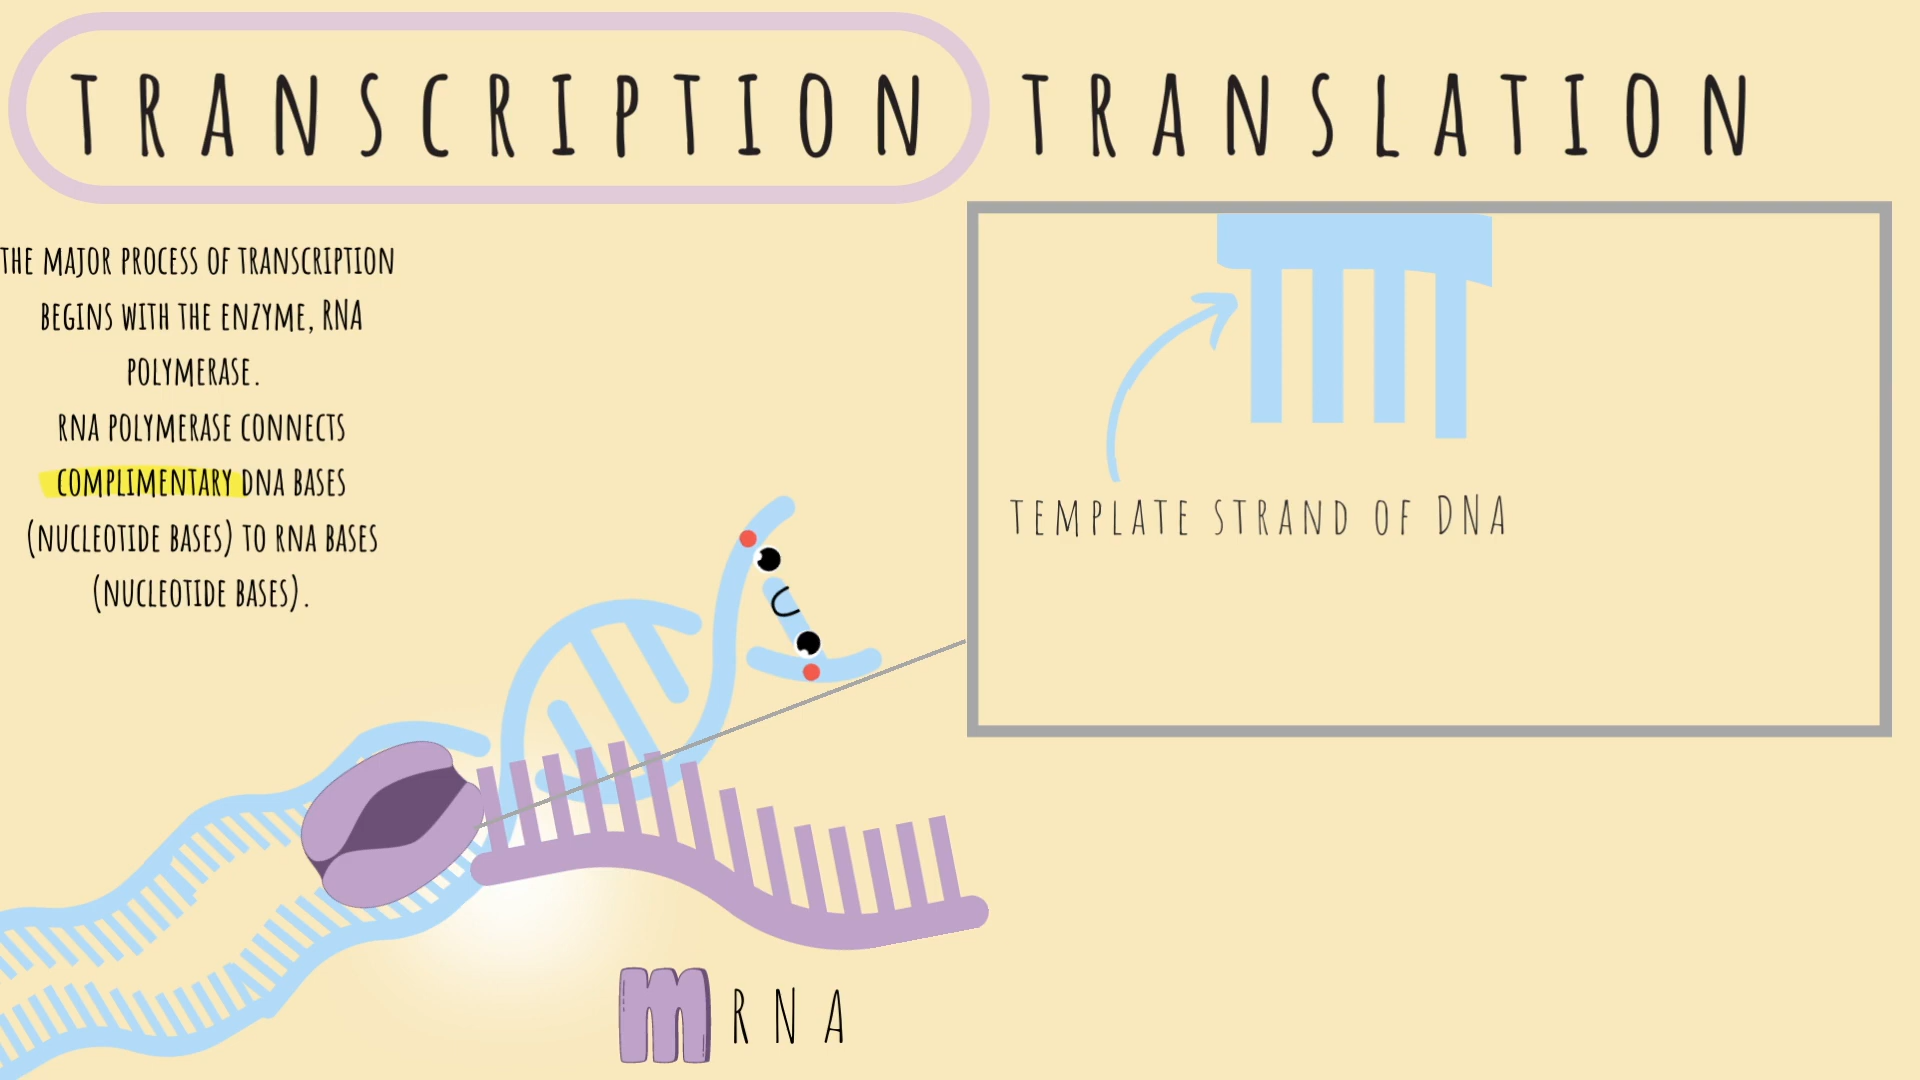 TRANSCRIPTION TRANSLATION
THE MAJOR PROCESS OF TRANSCRIPTION
BEGINS WITH THE ENZYME, RNA
POLYMERASE.
RNA POLYMERASE CONNECTS
COMPLIMENTARY DNA BASES
(NUCLEOTIDE BASES) TO RNA BASES
(NUCLEOTIDE BASES).
TEMPLATE STRAND OF DNA
mRNA